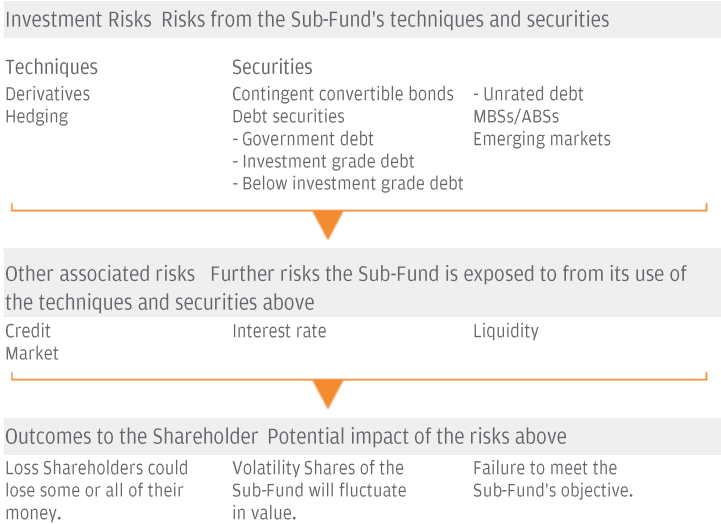 Investment Risks Risks from the Sub-Fund's techniques and securities
Techniques
Derivatives
Hedging
Securities
Contingent convertible bonds
Debt securities
- Government debt
- Investment grade debt
- Below investment grade debt
- Unrated debt
MBSs/ABSs
Emerging markets
Other associated risks Further risks the Sub-Fund is exposed to from its use of
the techniques and securities above
Credit
Market
Interest rate
Liquidity
Outcomes to the Shareholder Potential impact of the risks above
Loss Shareholders could
lose some or all of their
money.
Volatility Shares of the
Sub-Fund will fluctuate
in value.
Failure to meet the
Sub-Fund's objective.